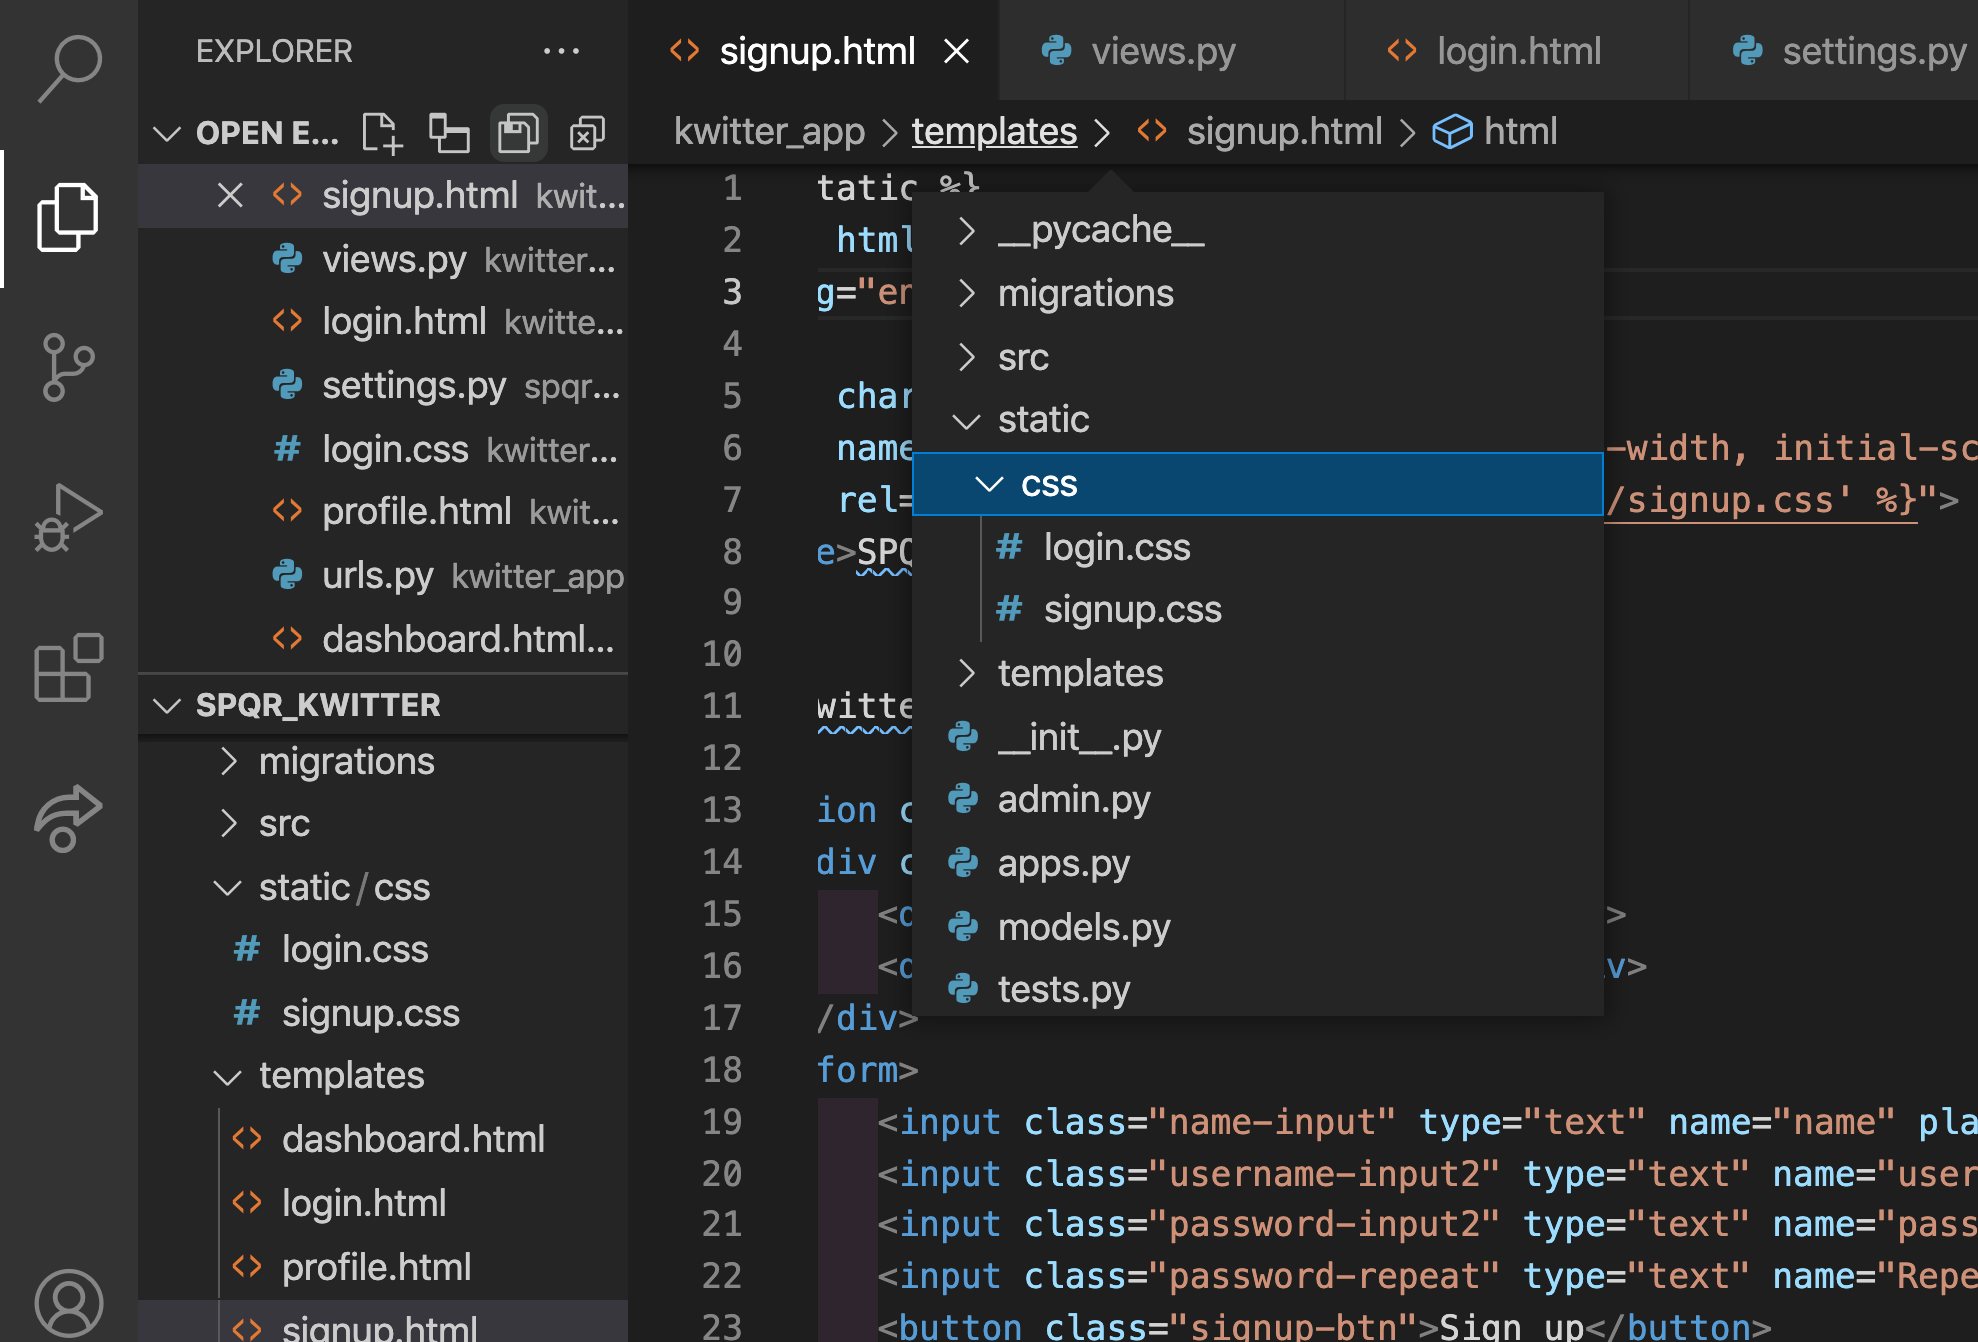 EXPLORER
OPEN E...
signup.html kwit...
views.py kwitter...
login.html kwitte...
settings.py spqr...
# login.css kwitter...
profile.html kwit...
urls.py kwitter_app
dashboard.html...
SPQR_KWITTER
migrations
src
static / css
# login.css
# signup.css
templates
dashboard.html
login.html
profile.html
signup.html
signup.html
views.py
login.html
settings.py
kwitter_app > templates > signup.html > html
1 tatic %}
2 html
3 g="en
4
5 char
6 name -width, initial-sc
7 rel= /signup.css' %}">
8 e>SPQ
9
10
11 witte
12
13 ion c
14 div c
15 <d >
16 <d v>
17 /div>
18 form>
19 <input class="name-input" type="text" name="name" pla
20 <input class="username-input2" type="text" name="user
21 <input class="password-input2" type="text" name="pass
22 <input class="password-repeat" type="text" name="Repe
23 <button class="signup-btn">Sign up</button>
__pycache__
migrations
src
static
css
# login.css
# signup.css
templates
__init__.py
admin.py
apps.py
models.py
tests.py